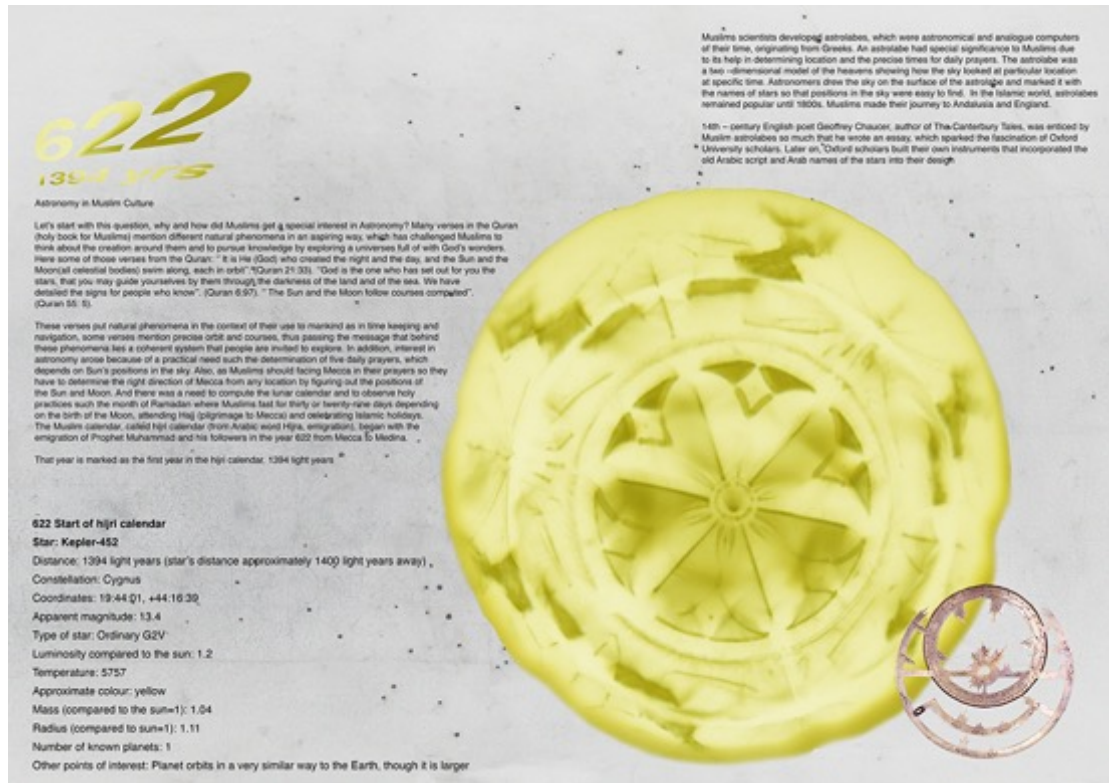 622
1394 yrs
Astronomy in Muslim Culture
Let's start with this question, why and how did Muslims get a special interest in Astronomy? Many verses in the Quran
(holy book for Muslims) mention different natural phenomena in an aspiring way, which has challenged Muslims to
think about the creation around them and to pursue knowledge by exploring a universes full of with God's wonders.
Here some of those verses from the Quran: " It is He (God) who created the night and the day, and the Sun and the
Moon(all celestial bodies) swim along, each in orbit" (Quran 21:33). "God is the one who has set out for you the
stars, that you may guide yourselves by them through the darkness of the land and of the sea. We have
detailed the signs for people who know". (Quran 6:97). " The Sun and the Moon follow courses computed".
(Quran 55: 5).
These verses put natural phenomena in the context of their use to mankind as in time keeping and
navigation, some verses mention precise orbit and courses, thus passing the message that behind
these phenomena lies a coherent system that people are invited to explore. In addition, interest in
astronomy arose because of a practical need such the determination of five daily prayers, which
depends on Sun's positions in the sky. Also, as Muslims should facing Mecca in their prayers so they
have to determine the right direction of Mecca from any location by figuring out the positions of
the Sun and Moon. And there was a need to compute the lunar calendar and to observe holy
practices such the month of Ramadan where Muslims fast for thirty or twenty-nine days depending
on the birth of the Moon, attending Hajj (pilgrimage to Mecca) and celebrating Islamic holidays.
The Muslim calendar, called hijri calendar (from Arabic word Hijra, emigration), began with the
emigration of Prophet Muhammad and his followers in the year 622 from Mecca to Medina.
That year is marked as the first year in the hijri calendar. 1394 light years
622 Start of hijri calendar
Star: Kepler-452
Distance: 1394 light years (star's distance approximately 1400 light years away)
Constellation: Cygnus
Coordinates: 19:44:01, +44:16:39
Apparent magnitude: 13.4
Type of star: Ordinary G2V
Luminosity compared to the sun: 1.2
Temperature: 5757
Approximate colour: yellow
Mass (compared to the sun=1): 1.04
Radius (compared to sun=1): 1.11
Number of known planets: 1
Other points of interest: Planet orbits in a very similar way to the Earth, though it is larger
Muslims scientists developed astrolabes, which were astronomical and analogue computers
of their time, originating from Greeks. An astrolabe had special significance to Muslims due
to its help in determining location and the precise times for daily prayers. The astrolabe was
a two –dimensional model of the heavens showing how the sky looked at particular location
at specific time. Astronomers drew the sky on the surface of the astrolabe and marked it with
the names of stars so that positions in the sky were easy to find. In the Islamic world, astrolabes
remained popular until 1800s. Muslims made their journey to Andalusia and England.
14th – century English poet Geoffrey Chaucer, author of The Canterbury Tales, was enticed by
Muslim astrolabes so much that he wrote an essay, which sparked the fascination of Oxford
University scholars. Later on, Oxford scholars built their own instruments that incorporated the
old Arabic script and Arab names of the stars into their design